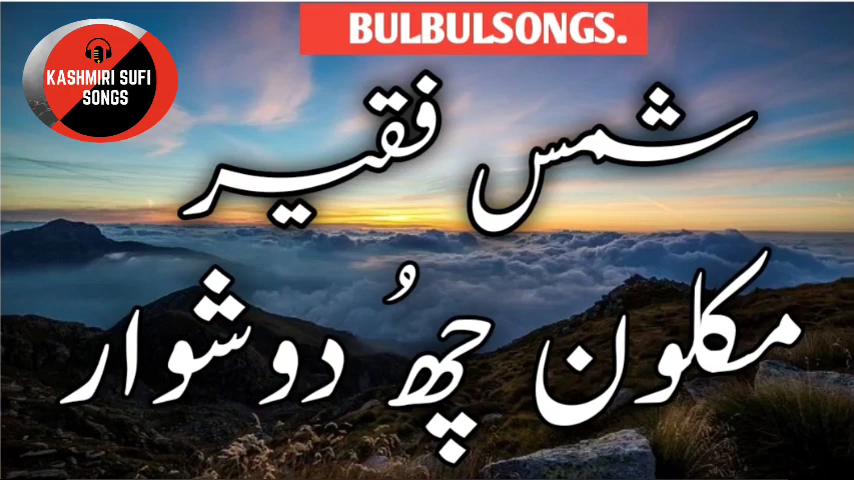 BULBULSONGS.
KASHMIRI SUFI
SONGS
شمس فقیر
مکلون چھُ دوشوار